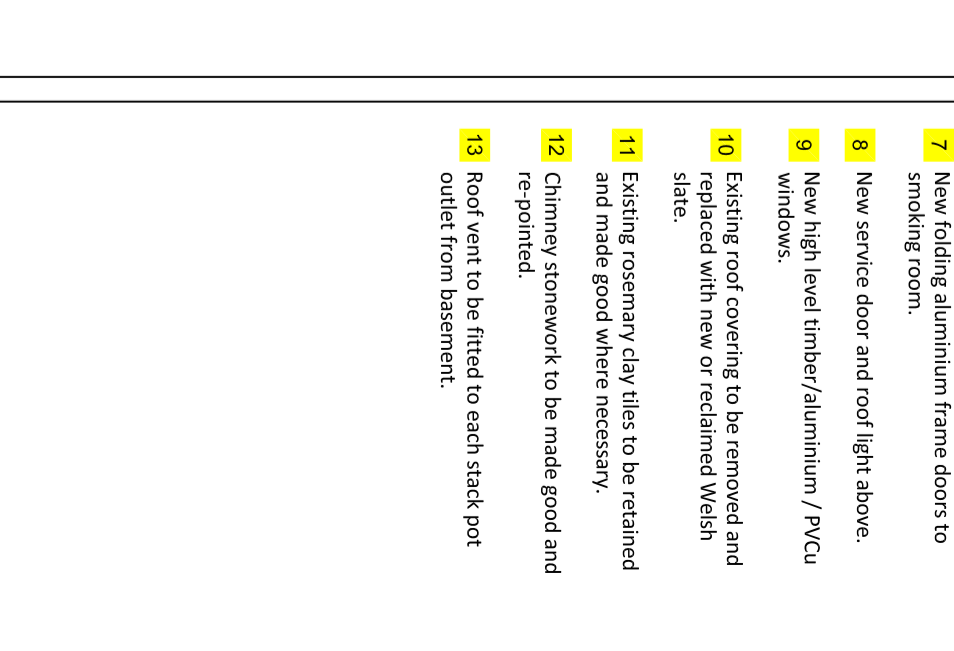 7 New folding aluminium frame doors to
smoking room.
8 New service door and roof light above.
9 New high level timber/aluminium / PVCu
windows.
10 Existing roof covering to be removed and
replaced with new or reclaimed Welsh
slate.
11 Existing rosemary clay tiles to be retained
and made good where necessary.
12 Chimney stonework to be made good and
re-pointed.
13 Roof vent to be fitted to each stack pot
outlet from basement.